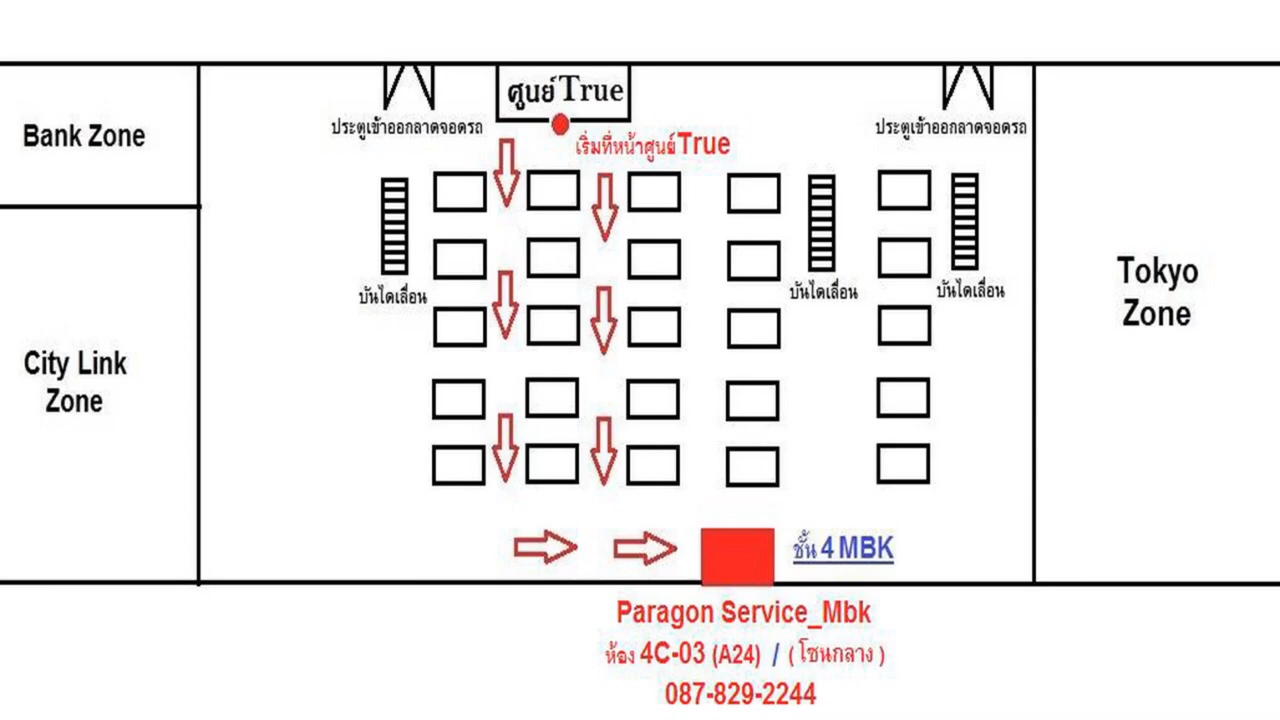 ศูนย์True
ประตูเข้าออกลาดจอดรถ
ประตูเข้าออกลาดจอดรถ
Bank Zone
เริ่มที่หน้าศูนย์True
บันไดเลื่อน
บันไดเลื่อน
บันไดเลื่อน
Tokyo
Zone
City Link
Zone
ชั้น 4 MBK
Paragon Service_Mbk
ห้อง 4C-03 (A24) / (โซนกลาง)
087-829-2244